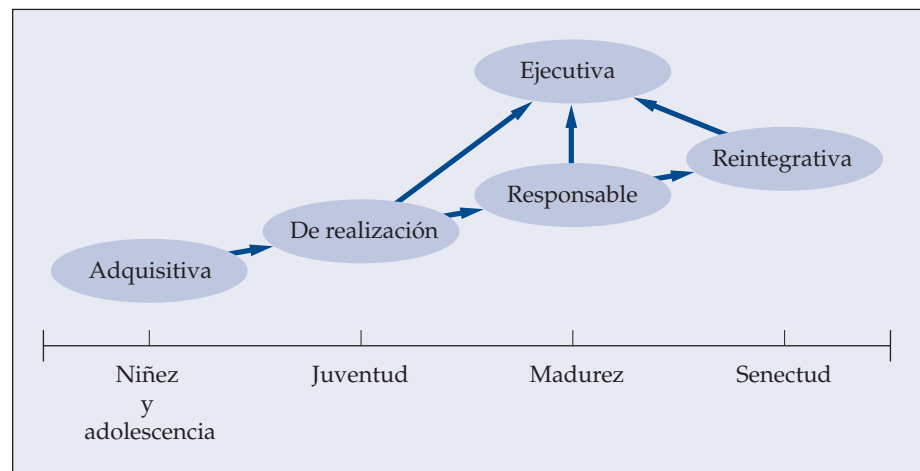 Ejecutiva
Reintegrativa
Responsable
De realización
Adquisitiva
Niñez
y
adolescencia
Juventud
Madurez
Senectud